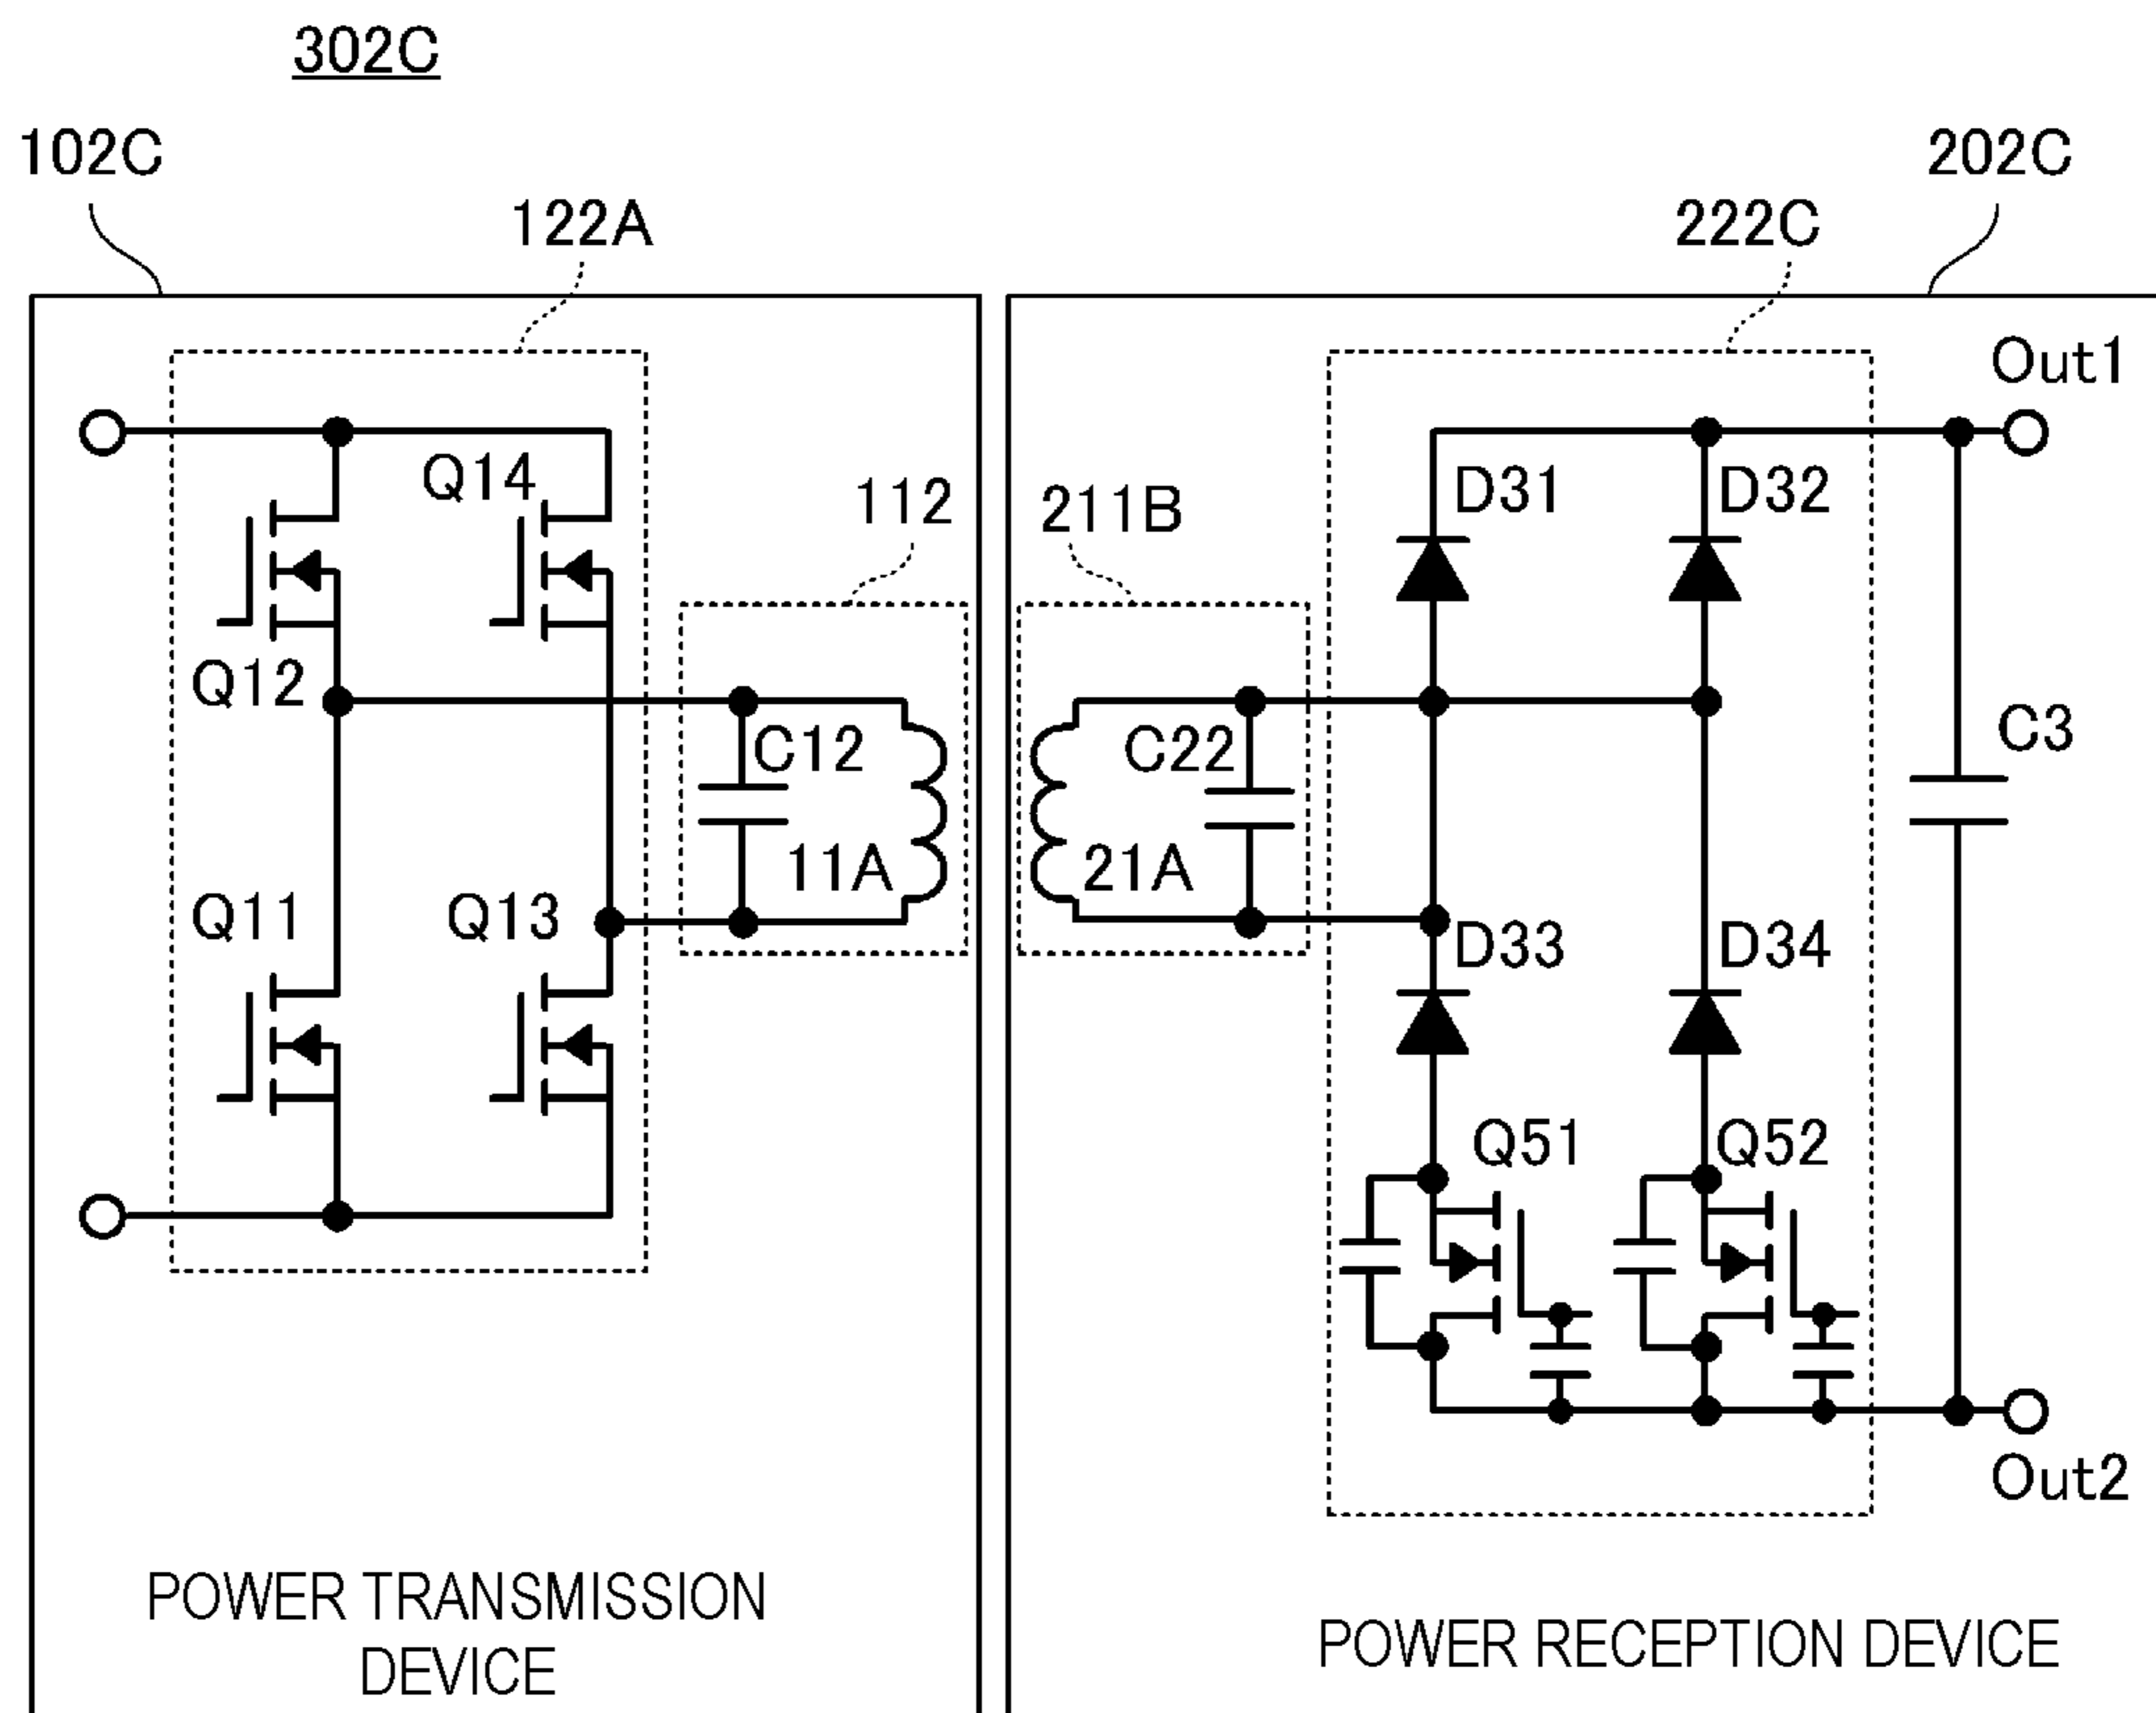 302C
102C
202C
122A
222C
Out1
Q14
112
211B
D31
D32
Q12
C12
C22
C3
11A
21A
Q11
Q13
D33
D34
Q51
Q52
Out2
POWER TRANSMISSION
DEVICE
POWER RECEPTION DEVICE